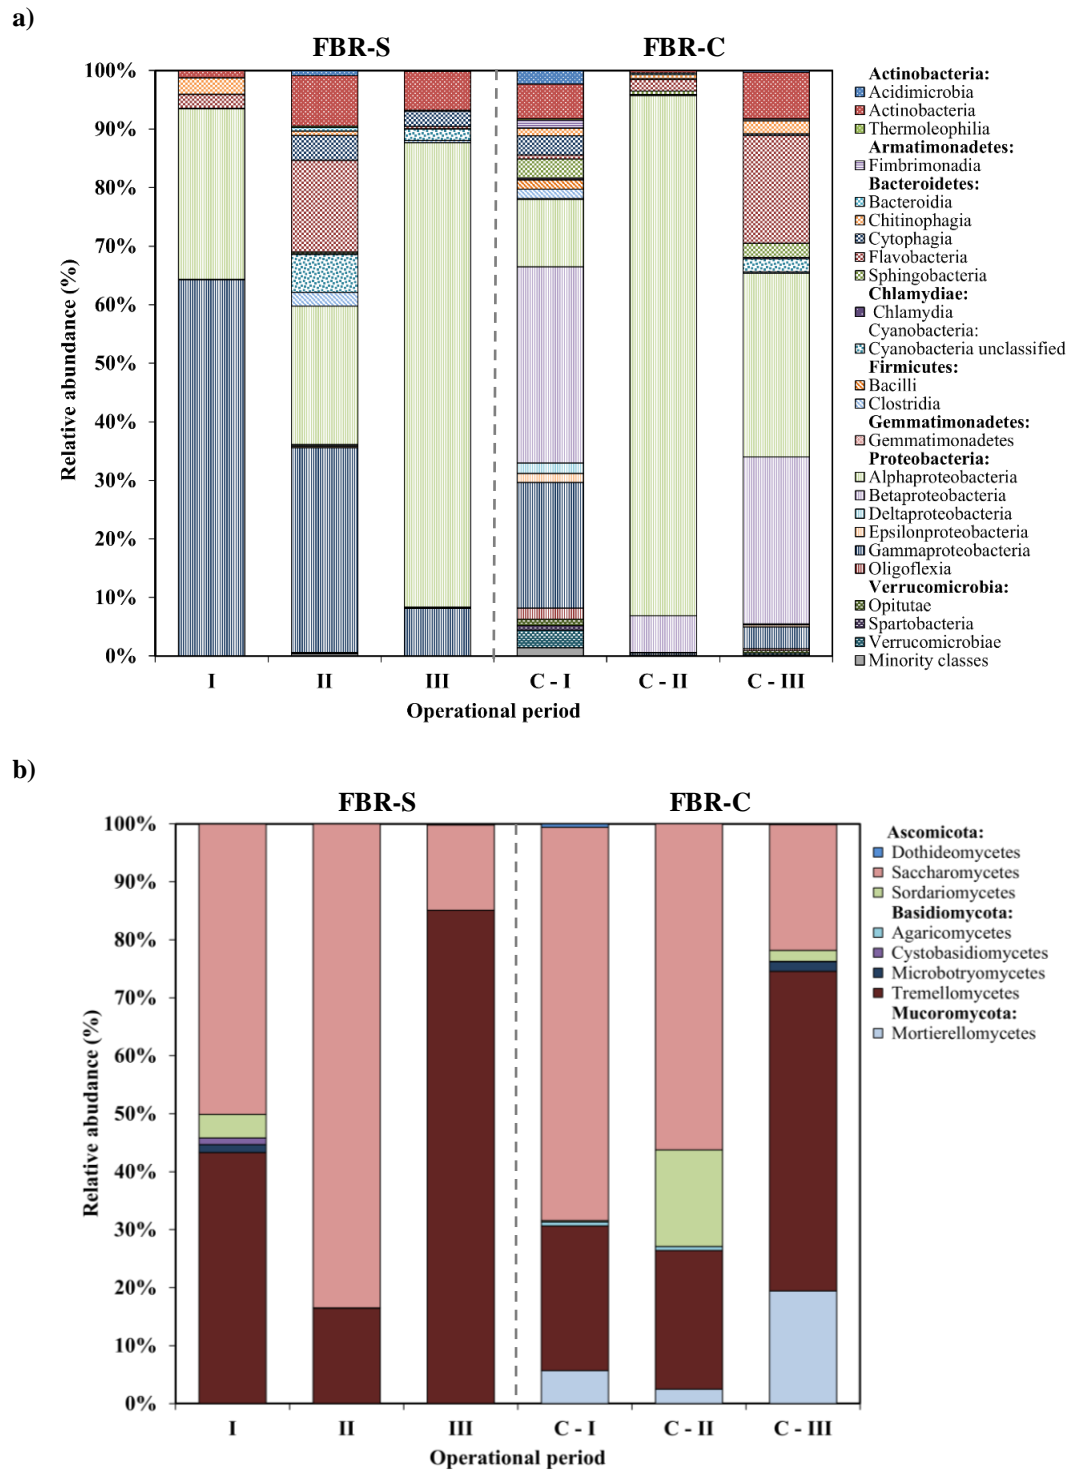 a)
FBR-S
FBR-C
100%
90%
80%
70%
60%
50%
40%
30%
20%
10%
0%
Relative abundance (%)
I
II
III
C - I
C - II
C - III
Operational period
Actinobacteria:
Acidimicrobia
Actinobacteria
Thermoleophilia
Armatimonadetes:
Fimbrimonadia
Bacteroidetes:
Bacteroidia
Chitinophagia
Cytophagia
Flavobacteria
Sphingobacteria
Chlamydiae:
Chlamydia
Cyanobacteria:
Cyanobacteria unclassified
Firmicutes:
Bacilli
Clostridia
Gemmatimonadetes:
Gemmatimonadetes
Proteobacteria:
Alphaproteobacteria
Betaproteobacteria
Deltaproteobacteria
Epsilonproteobacteria
Gammaproteobacteria
Oligoflexia
Verrucomicrobia:
Opitutae
Spartobacteria
Verrucomicrobiae
Minority classes
b)
FBR-S
FBR-C
100%
90%
80%
70%
60%
50%
40%
30%
20%
10%
0%
Relative abudance (%)
I
II
III
C - I
C - II
C - III
Operational period
Ascomicota:
Dothideomycetes
Saccharomycetes
Sordariomycetes
Basidiomycota:
Agaricomycetes
Cystobasidiomycetes
Microbotryomycetes
Tremellomycetes
Mucoromycota:
Mortierellomycetes